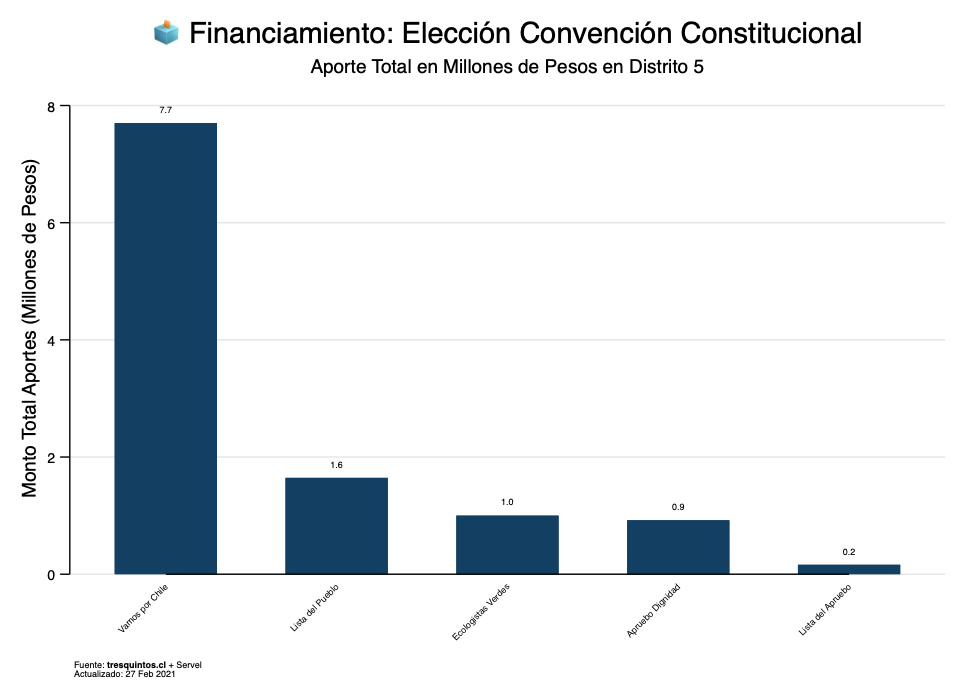 Financiamiento: Elección Convención Constitucional
Aporte Total en Millones de Pesos en Distrito 5
Monto Total Aportes (Millones de Pesos)
8
6
4
2
0
7.7
1.6
1.0
0.9
0.2
Vamos por Chile
Lista del Pueblo
Ecologistas Verdes
Apruebo Dignidad
Lista del Apruebo
Fuente: tresquintos.cl + Servel
Actualizado: 27 Feb 2021